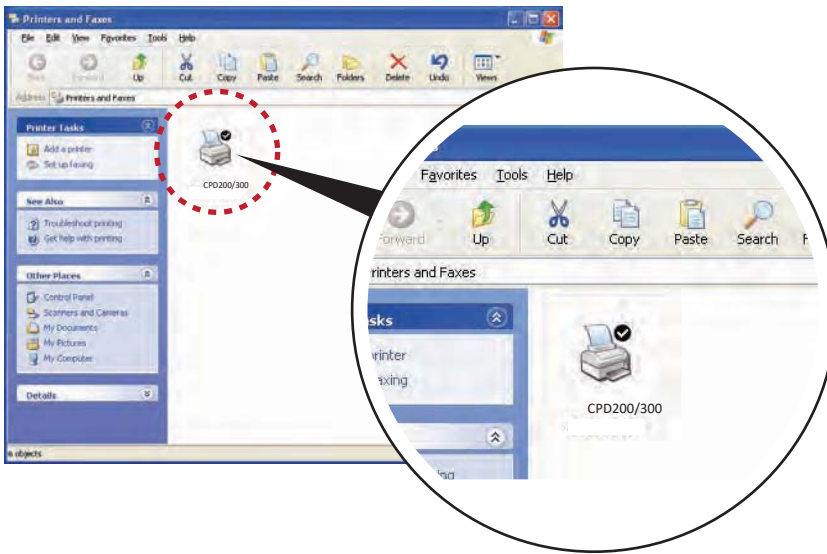 Printers and Faxes
File Edit View Favorites Tools Help
Back Forward Up Cut Copy Paste Search Folders Delete Undo Views
Address Printers and Faxes
Printer Tasks
Add a printer
Set up faxing
See Also
Troubleshoot printing
Get help with printing
Other Places
Control Panel
Scanners and Cameras
My Documents
My Pictures
My Computer
Details
6 objects
CPD200/300
Favorites Tools Help
Forward Up Cut Copy Paste Search F
rinters and Faxes
sks
rinter
axing
CPD200/300
ing